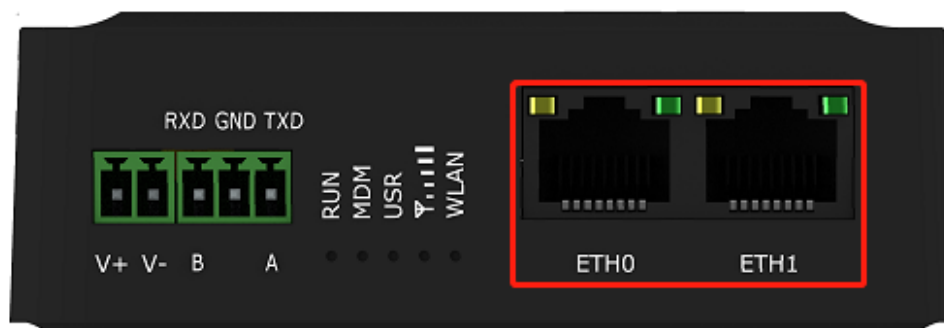 RXD GND TXD
RUN
MDM
USR
WLAN
V+ V- B A
ETH0 ETH1